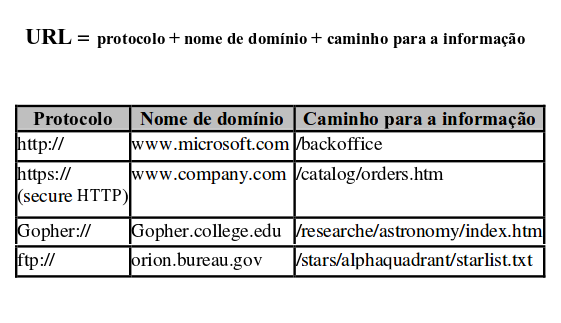 URL = protocolo + nome de domínio + caminho para a informação
Protocolo Nome de domínio Caminho para a informação
http:// www.microsoft.com /backoffice
https:// www.company.com /catalog/orders.htm
(secure HTTP)
Gopher:// Gopher.college.edu /researche/astronomy/index.htm
ftp:// orion.bureau.gov /stars/alphaquadrant/starlist.txt